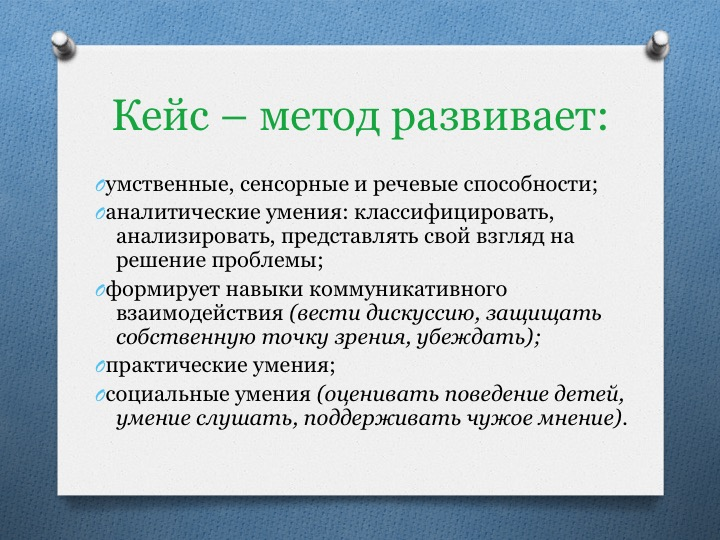 Кейс – метод развивает:
умственные, сенсорные и речевые способности;
аналитические умения: классифицировать,
анализировать, представлять свой взгляд на
решение проблемы;
формирует навыки коммуникативного
взаимодействия (вести дискуссию, защищать
собственную точку зрения, убеждать);
практические умения;
социальные умения (оценивать поведение детей,
умение слушать, поддерживать чужое мнение).